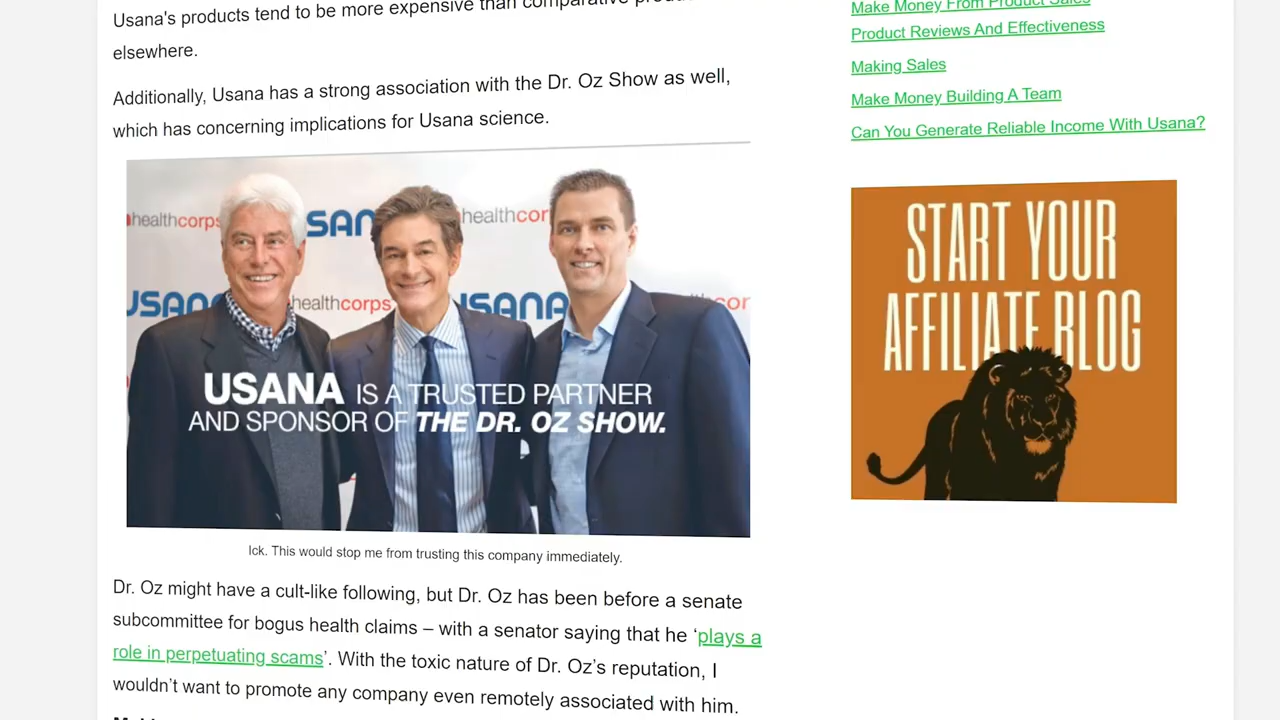 Usana's products tend to be more expensive than comparative
elsewhere.
Additionally, Usana has a strong association with the Dr. Oz Show as well,
which has concerning implications for Usana science.
healthcorps
USAN
healthcor
USANA
healthcorps
USANA
cor
USANA IS A TRUSTED PARTNER
AND SPONSOR OF THE DR. OZ SHOW.
Ick. This would stop me from trusting this company immediately.
Dr. Oz might have a cult-like following, but Dr. Oz has been before a senate
subcommittee for bogus health claims – with a senator saying that he ‘plays a
role in perpetuating scams’. With the toxic nature of Dr. Oz’s reputation, I
wouldn’t want to promote any company even remotely associated with him.
Make Money From Product Sales
Product Reviews And Effectiveness
Making Sales
Make Money Building A Team
Can You Generate Reliable Income With Usana?
START YOUR
AFFILIATE BLOG